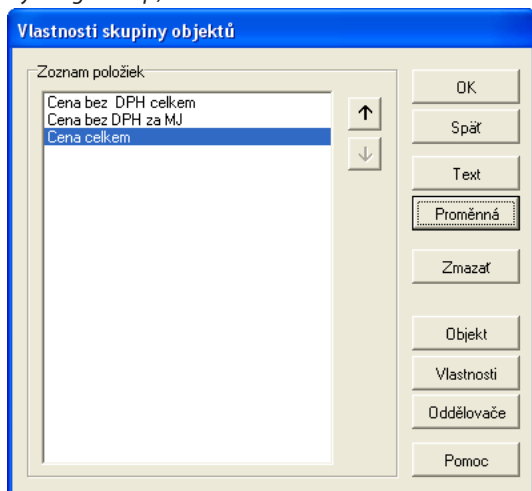 Vlastnosti skupiny objektů
Zoznam položiek
Cena bez  DPH celkem
Cena bez DPH za MJ
Cena celkem
OK
Späť
Text
Proměnná
Zmazať
Objekt
Vlastnosti
Oddělovače
Pomoc